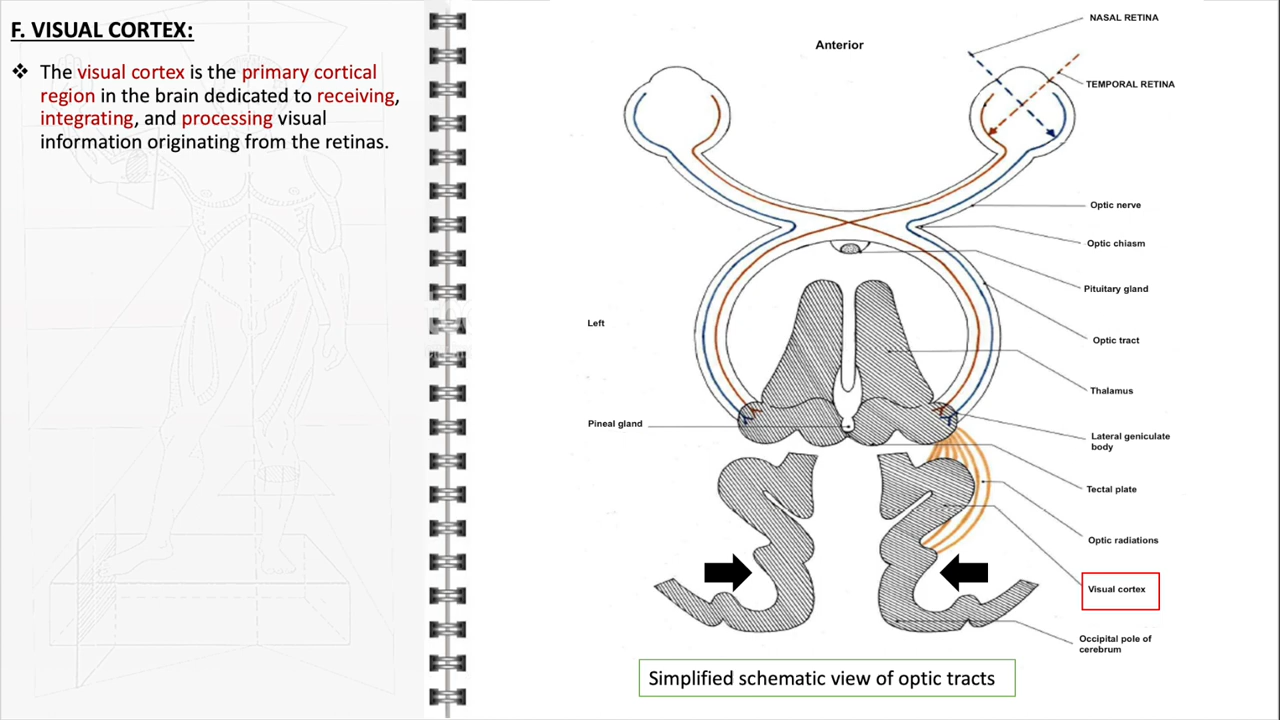 F. VISUAL CORTEX:
❖ The visual cortex is the primary cortical
region in the brain dedicated to receiving,
integrating, and processing visual
information originating from the retinas.
NASAL RETINA
Anterior
TEMPORAL RETINA
Optic nerve
Optic chiasm
Pituitary gland
Left
Optic tract
Thalamus
Pineal gland
Lateral geniculate
body
Tectal plate
Optic radiations
Visual cortex
Occipital pole of
cerebrum
Simplified schematic view of optic tracts